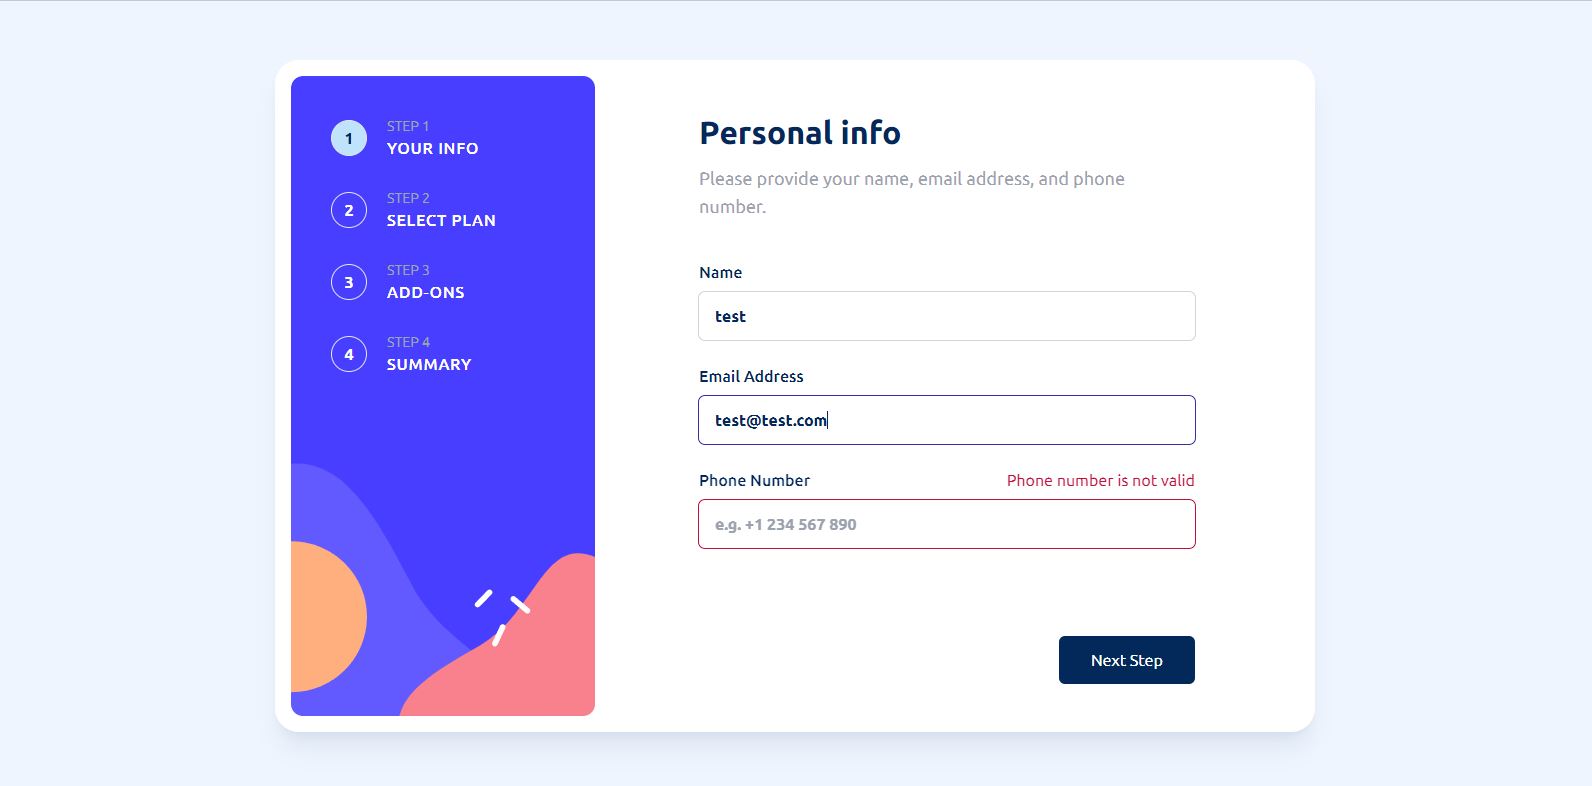 1
STEP 1
YOUR INFO
2
STEP 2
SELECT PLAN
3
STEP 3
ADD-ONS
4
STEP 4
SUMMARY
Personal info
Please provide your name, email address, and phone
number.
Name
test
Email Address
test@test.com
Phone Number
Phone number is not valid
e.g. +1 234 567 890
Next Step